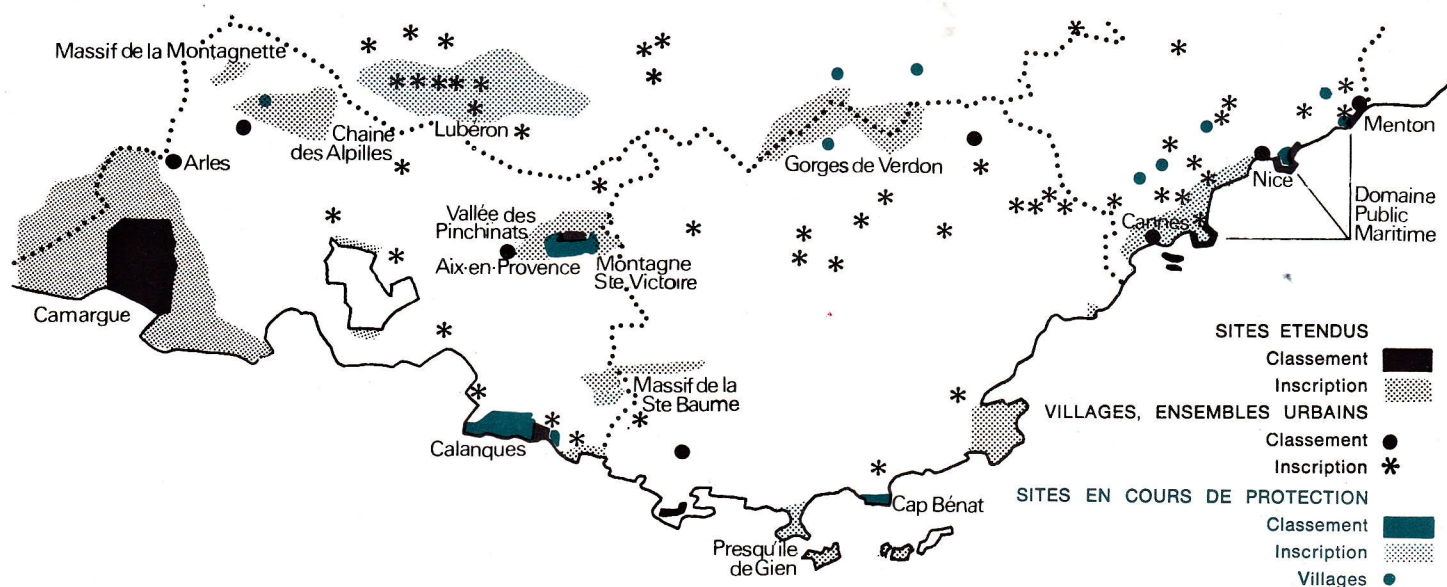 Massif de la Montagnette
Chaine
des Alpilles
Lubéron
Arles
Gorges de Verdon
Menton
Nice
Cannes
Domaine
Public
Maritime
Vallée des
Pinchinats
Aix-en-Provence
Montagne
Ste Victoire
Camargue
Massif de la
Ste Baume
Calanques
Cap Bénat
Presqu'ile
de Gien
SITES ETENDUS
Classement
Inscription
VILLAGES, ENSEMBLES URBAINS
Classement
Inscription
SITES EN COURS DE PROTECTION
Classement
Inscription
Villages